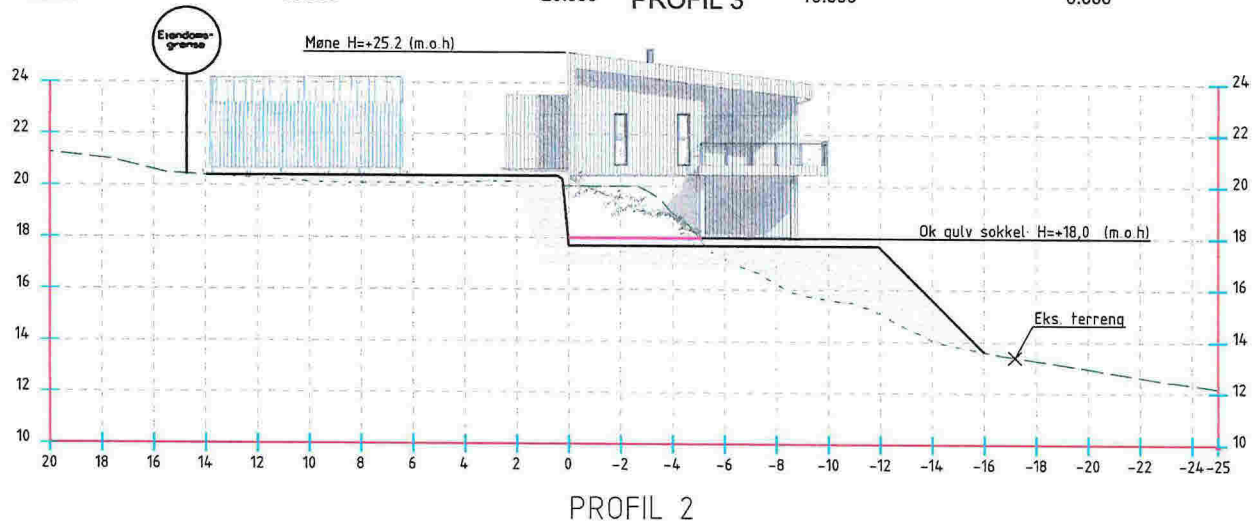 PROFIL 3
Eiendoms-
grense
Møne H=+25.2 (m.o.h)
24 24
22 22
20 20
18 Ok gulv sokkel H=+18,0 (m.o.h) 18
16 16
Eks. terreng
14 14
12 12
10 10
20 18 16 14 12 10 8 6 4 2 0 -2 -4 -6 -8 -10 -12 -14 -16 -18 -20 -22 -24 -25
PROFIL 2